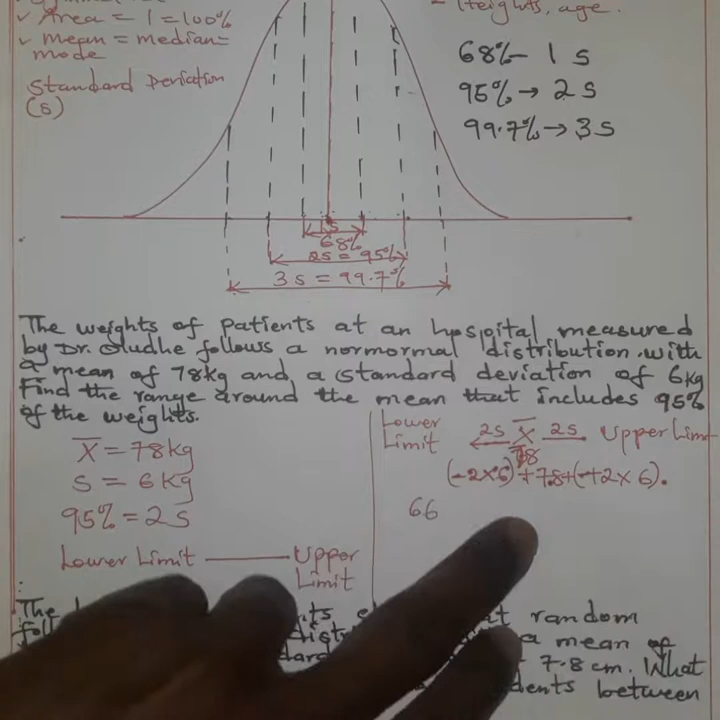 ✓ Area = 1 = 100%
✓ mean = median =
mode
Standard Deviation
(s)
- Heights, age.
68% - 1 s
95% → 2 s
99.7% → 3 s
1s
68%
2s = 95%
3 s = 99.7%
The weights of patients at an hospital measured
by Dr. Oludhe follows a normormal distribution with
a mean of 78kg and a standard deviation of 6kg
Find the range around the mean that includes 95%
of the weights.
X̄ = 78kg
s = 6 kg
95% = 2s
Lower Limit — Upper
Limit
Lower
Limit ← 2s X̄ 2s Upper Limit
78
(-2×6) + 78 + (+2×6).
66
The
random
a mean of
7.8 cm. What
between